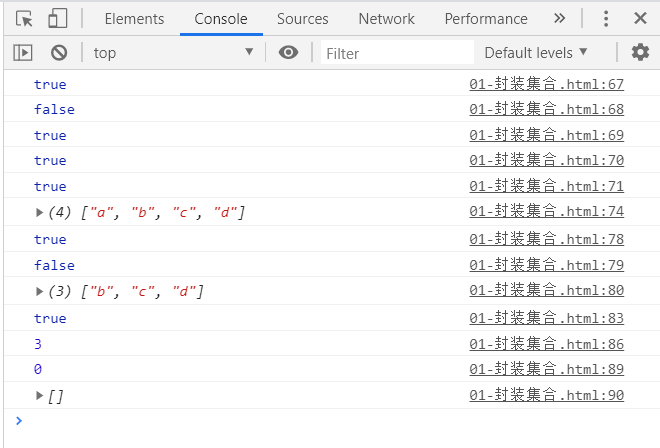 Elements Console Sources Network Performance »
top Filter Default levels
true 01-封装集合.html:67
false 01-封装集合.html:68
true 01-封装集合.html:69
true 01-封装集合.html:70
true 01-封装集合.html:71
(4) ["a", "b", "c", "d"] 01-封装集合.html:74
true 01-封装集合.html:78
false 01-封装集合.html:79
(3) ["b", "c", "d"] 01-封装集合.html:80
true 01-封装集合.html:83
3 01-封装集合.html:86
0 01-封装集合.html:89
[] 01-封装集合.html:90